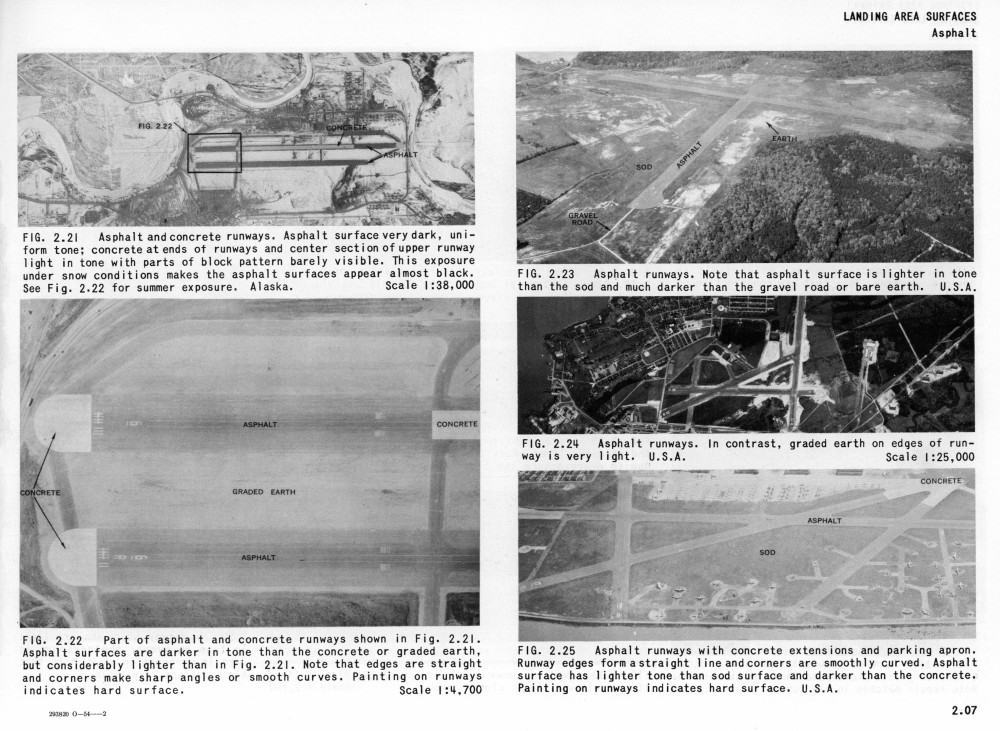 LANDING AREA SURFACES
Asphalt
FIG. 2.22
CONCRETE
ASPHALT
FIG. 2.21 Asphalt and concrete runways. Asphalt surface very dark, uni-
form tone; concrete at ends of runways and center section of upper runway
light in tone with parts of block pattern barely visible. This exposure
under snow conditions makes the asphalt surfaces appear almost black.
See Fig. 2.22 for summer exposure. Alaska. Scale 1:38,000
ASPHALT
CONCRETE
CONCRETE
GRADED EARTH
ASPHALT
FIG. 2.22 Part of asphalt and concrete runways shown in Fig. 2.21.
Asphalt surfaces are darker in tone than the concrete or graded earth,
but considerably lighter than in Fig. 2.21. Note that edges are straight
and corners make sharp angles or smooth curves. Painting on runways
indicates hard surface. Scale 1:4,700
293820 O—54——2
EARTH
SOD
ASPHALT
GRAVEL
ROAD
FIG. 2.23 Asphalt runways. Note that asphalt surface is lighter in tone
than the sod and much darker than the gravel road or bare earth. U.S.A.
FIG. 2.24 Asphalt runways. In contrast, graded earth on edges of run-
way is very light. U.S.A. Scale 1:25,000
CONCRETE
ASPHALT
SOD
FIG. 2.25 Asphalt runways with concrete extensions and parking apron.
Runway edges form a straight line and corners are smoothly curved. Asphalt
surface has lighter tone than sod surface and darker than the concrete.
Painting on runways indicates hard surface. U.S.A.
2.07